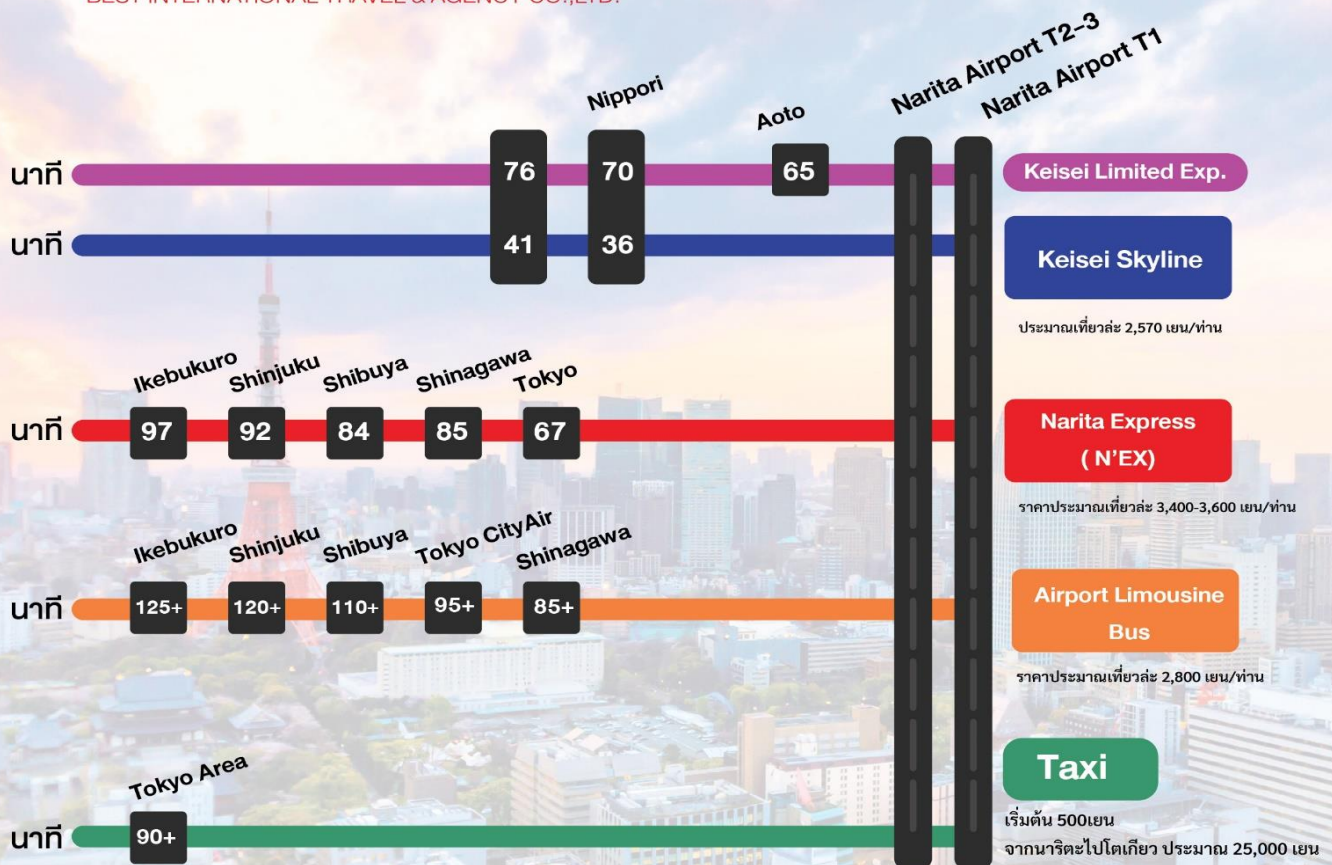 BEST INTERNATIONAL TRAVEL & AGENCY CO.,LTD.
Narita Airport T2-3
Narita Airport T1
Nippori
Aoto
นาที
76
70
65
Keisei Limited Exp.
นาที
41
36
Keisei Skyline
ประมาณเที่ยวล่ะ 2,570 เยน/ท่าน
Ikebukuro
Shinjuku
Shibuya
Shinagawa
Tokyo
นาที
97
92
84
85
67
Narita Express
( N'EX)
ราคาประมาณเที่ยวล่ะ 3,400-3,600 เยน/ท่าน
Ikebukuro
Shinjuku
Shibuya
Tokyo CityAir
Shinagawa
นาที
125+
120+
110+
95+
85+
Airport Limousine
Bus
ราคาประมาณเที่ยวล่ะ 2,800 เยน/ท่าน
Tokyo Area
นาที
90+
Taxi
เริ่มต้น 500เยน
จากนาริตะไปโตเกียว ประมาณ 25,000 เยน